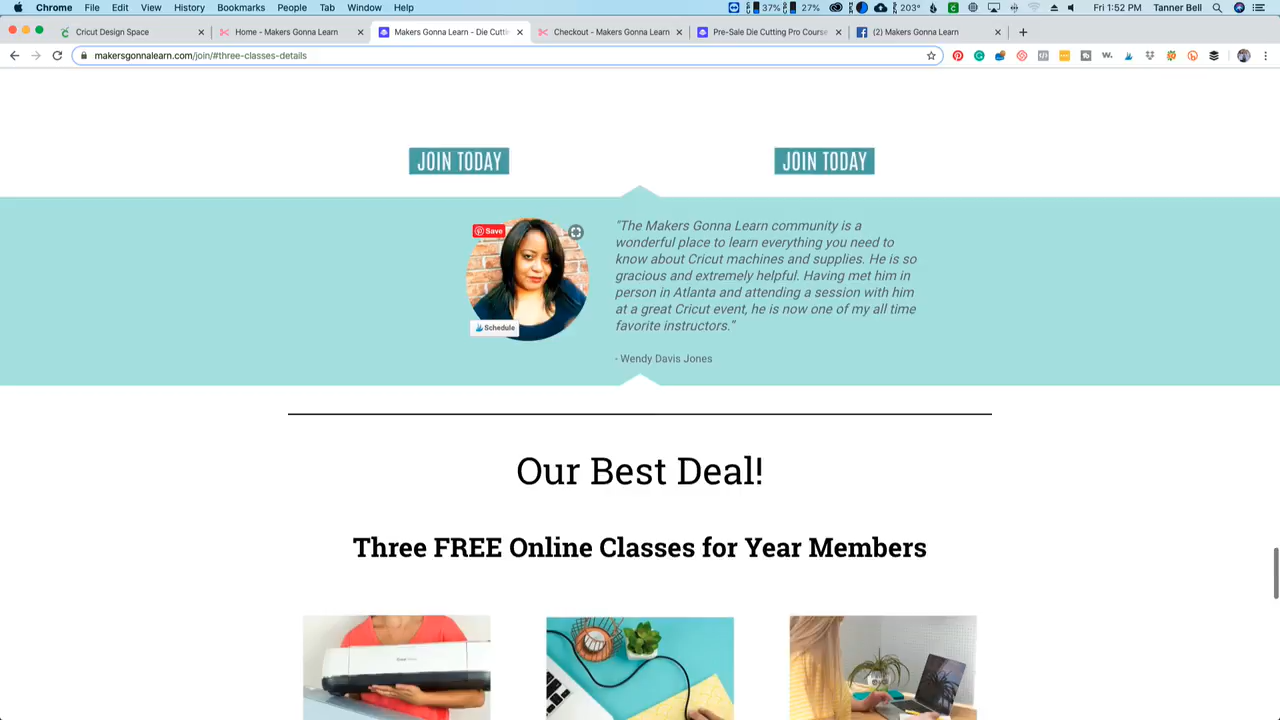 Chrome File Edit View History Bookmarks People Tab Window Help 37% 27% 203° Fri 1:52 PM Tanner Bell
Cricut Design Space Home - Makers Gonna Learn Makers Gonna Learn - Die Cutti Checkout - Makers Gonna Learn Pre-Sale Die Cutting Pro Course (2) Makers Gonna Learn
makersgonnalearn.com/join/#three-classes-details
JOIN TODAY JOIN TODAY
Save
Schedule
"The Makers Gonna Learn community is a
wonderful place to learn everything you need to
know about Cricut machines and supplies. He is so
gracious and extremely helpful. Having met him in
person in Atlanta and attending a session with him
at a great Cricut event, he is now one of my all time
favorite instructors."
- Wendy Davis Jones
Our Best Deal!
Three FREE Online Classes for Year Members